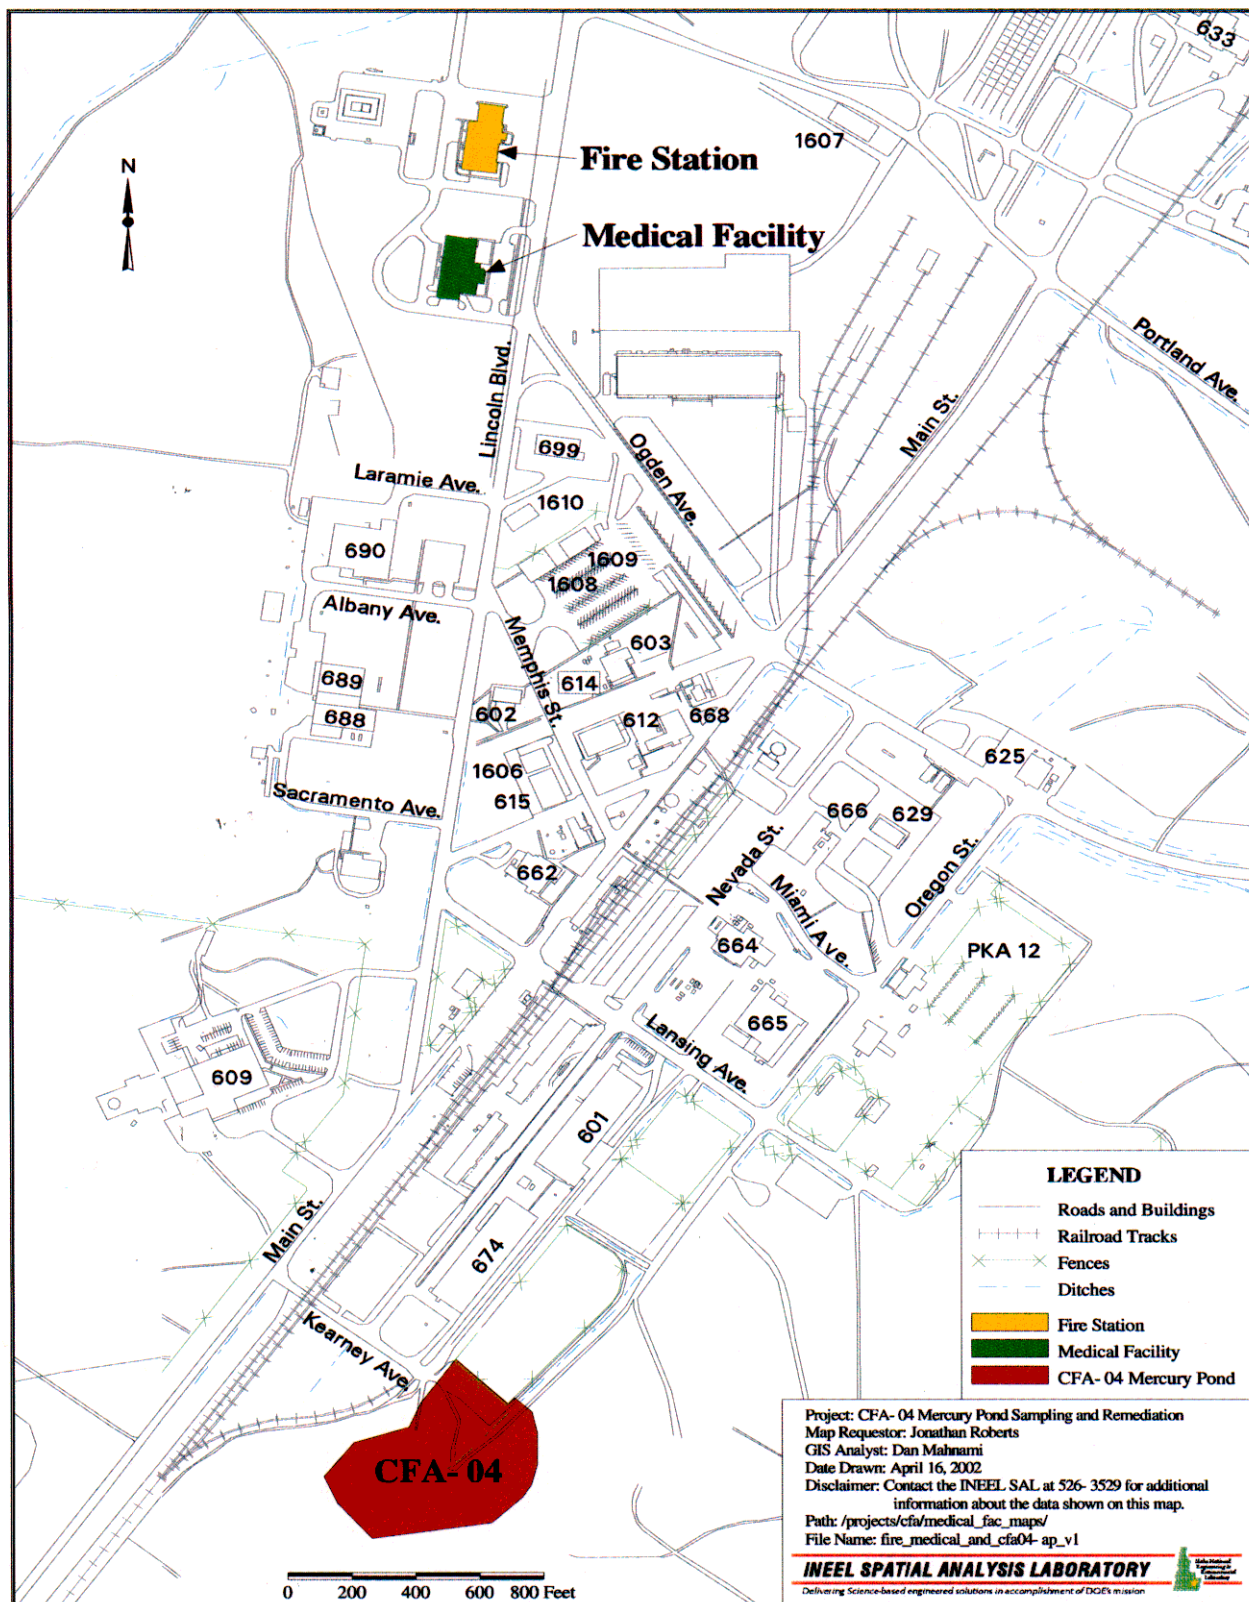 633
1607
Fire Station
N
Medical Facility
Portland Ave.
Lincoln Blvd.
Main St.
699
Ogden Ave.
Laramie Ave.
1610
690
1609
1608
Albany Ave.
Memphis St.
603
689
614
602
688
612
668
625
1606
Sacramento Ave.
615
666
629
Nevada St.
662
Miami Ave.
Oregon St.
664
PKA 12
665
Lansing Ave.
609
601
LEGEND
Roads and Buildings
Railroad Tracks
Fences
Ditches
Fire Station
Medical Facility
CFA- 04 Mercury Pond
Main St.
674
Kearney Ave.
CFA- 04
Project: CFA- 04 Mercury Pond Sampling and Remediation
Map Requestor: Jonathan Roberts
GIS Analyst: Dan Mahnami
Date Drawn: April 16, 2002
Disclaimer: Contact the INEEL SAL at 526- 3529 for additional
information about the data shown on this map.
Path: /projects/cfa/medical_fac_maps/
File Name: fire_medical_and_cfa04- ap_v1
0 200 400 600 800 Feet
INEEL SPATIAL ANALYSIS LABORATORY
Delivering Science-based engineered solutions in accomplishment of DOE's mission
Idaho National
Engineering &
Environmental
Laboratory